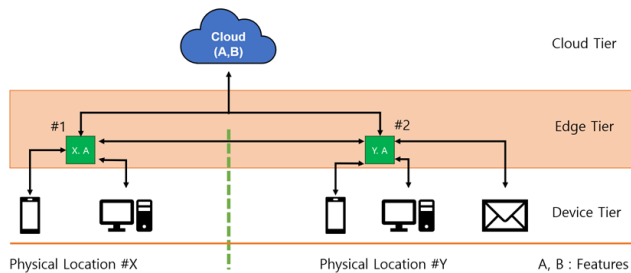 Cloud
(A,B)
Cloud Tier
#1
#2
Edge Tier
X. A
Y. A
Device Tier
Physical Location #X
Physical Location #Y
A, B : Features